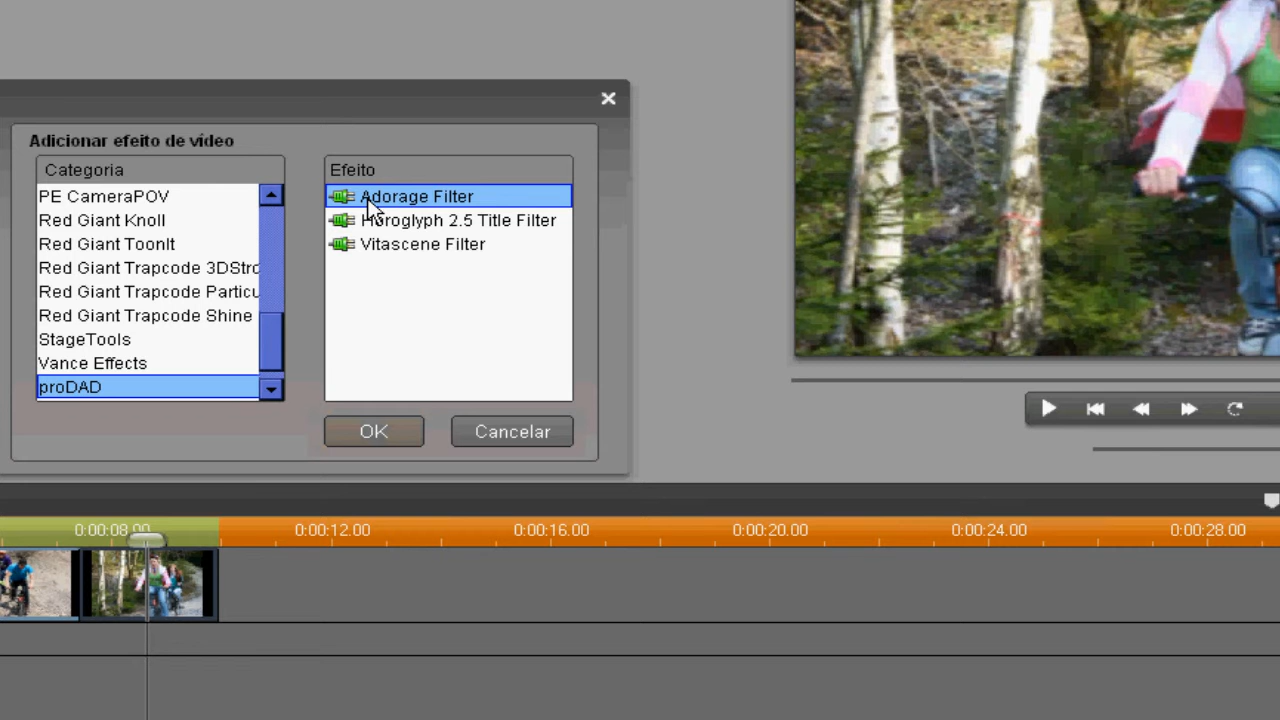 Adicionar efeito de vídeo
Categoria
PE CameraPOV
Red Giant Knoll
Red Giant ToonIt
Red Giant Trapcode 3DStro
Red Giant Trapcode Particu
Red Giant Trapcode Shine
StageTools
Vance Effects
proDAD
Efeito
Adorage Filter
Heroglyph 2.5 Title Filter
Vitascene Filter
OK
Cancelar
0:00:08.00 0:00:12.00 0:00:16.00 0:00:20.00 0:00:24.00 0:00:28.00